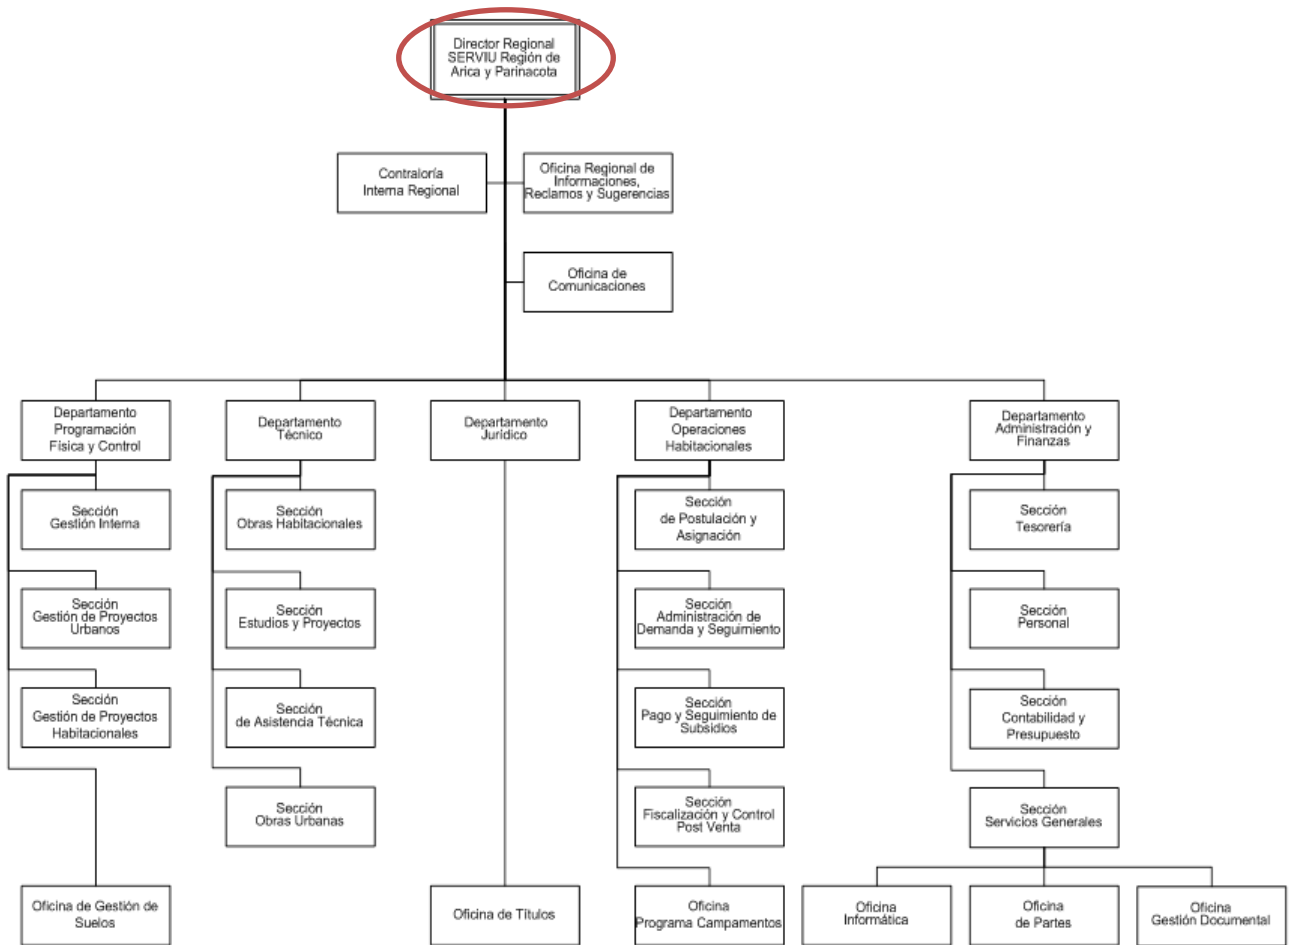 Director Regional
SERVIU Región de
Arica y Parinacota
Contraloría
Interna Regional
Oficina Regional de
Informaciones,
Reclamos y Sugerencias
Oficina de
Comunicaciones
Departamento
Programación
Física y Control
Departamento
Técnico
Departamento
Jurídico
Departamento
Operaciones
Habitacionales
Departamento
Administración y
Finanzas
Sección
Gestión Interna
Sección
Obras Habitacionales
Sección
de Postulación y
Asignación
Sección
Tesorería
Sección
Gestión de Proyectos
Urbanos
Sección
Estudios y Proyectos
Sección
Administración de
Demanda y Seguimiento
Sección
Personal
Sección
Gestión de Proyectos
Habitacionales
Sección
de Asistencia Técnica
Sección
Pago y Seguimiento de
Subsidios
Sección
Contabilidad y
Presupuesto
Sección
Obras Urbanas
Sección
Fiscalización y Control
Post Venta
Sección
Servicios Generales
Oficina de Gestión de
Suelos
Oficina de Títulos
Oficina
Programa Campamentos
Oficina
Informática
Oficina
de Partes
Oficina
Gestión Documental